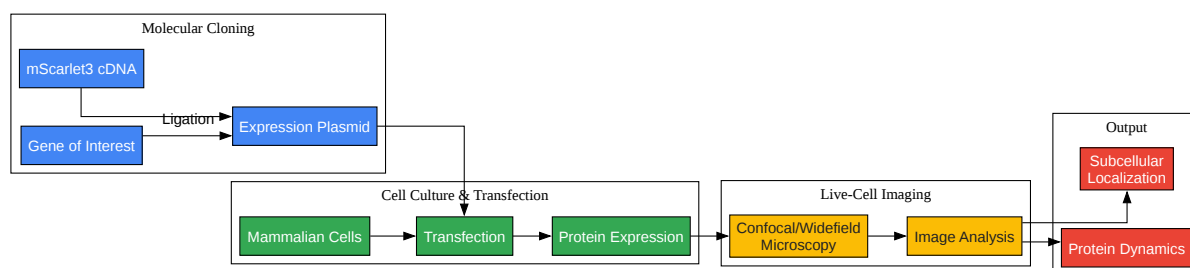 Molecular Cloning
mScarlet3 cDNA
Ligation
Gene of Interest
Expression Plasmid
Cell Culture & Transfection
Mammalian Cells
Transfection
Protein Expression
Live-Cell Imaging
Confocal/Widefield
Microscopy
Image Analysis
Output
Subcellular
Localization
Protein Dynamics